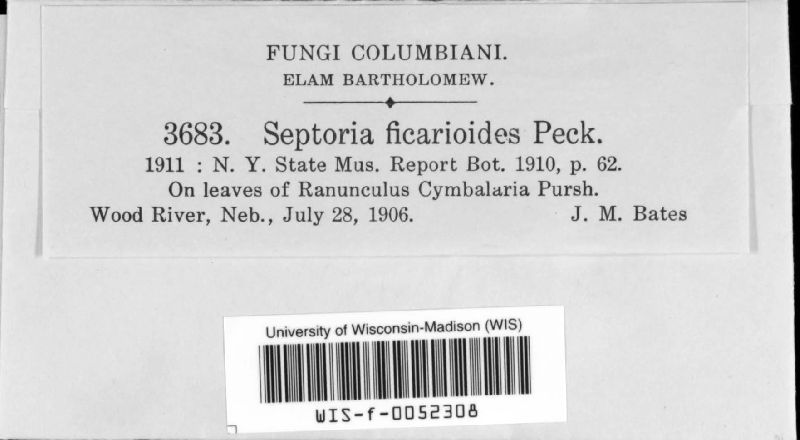 FUNGI COLUMBIANI.
ELAM BARTHOLOMEW.
3683. Septoria ficarioides Peck.
1911 : N. Y. State Mus. Report Bot. 1910, p. 62.
On leaves of Ranunculus Cymbalaria Pursh.
Wood River, Neb., July 28, 1906. J. M. Bates
University of Wisconsin-Madison (WIS)
WIS-f-0052308